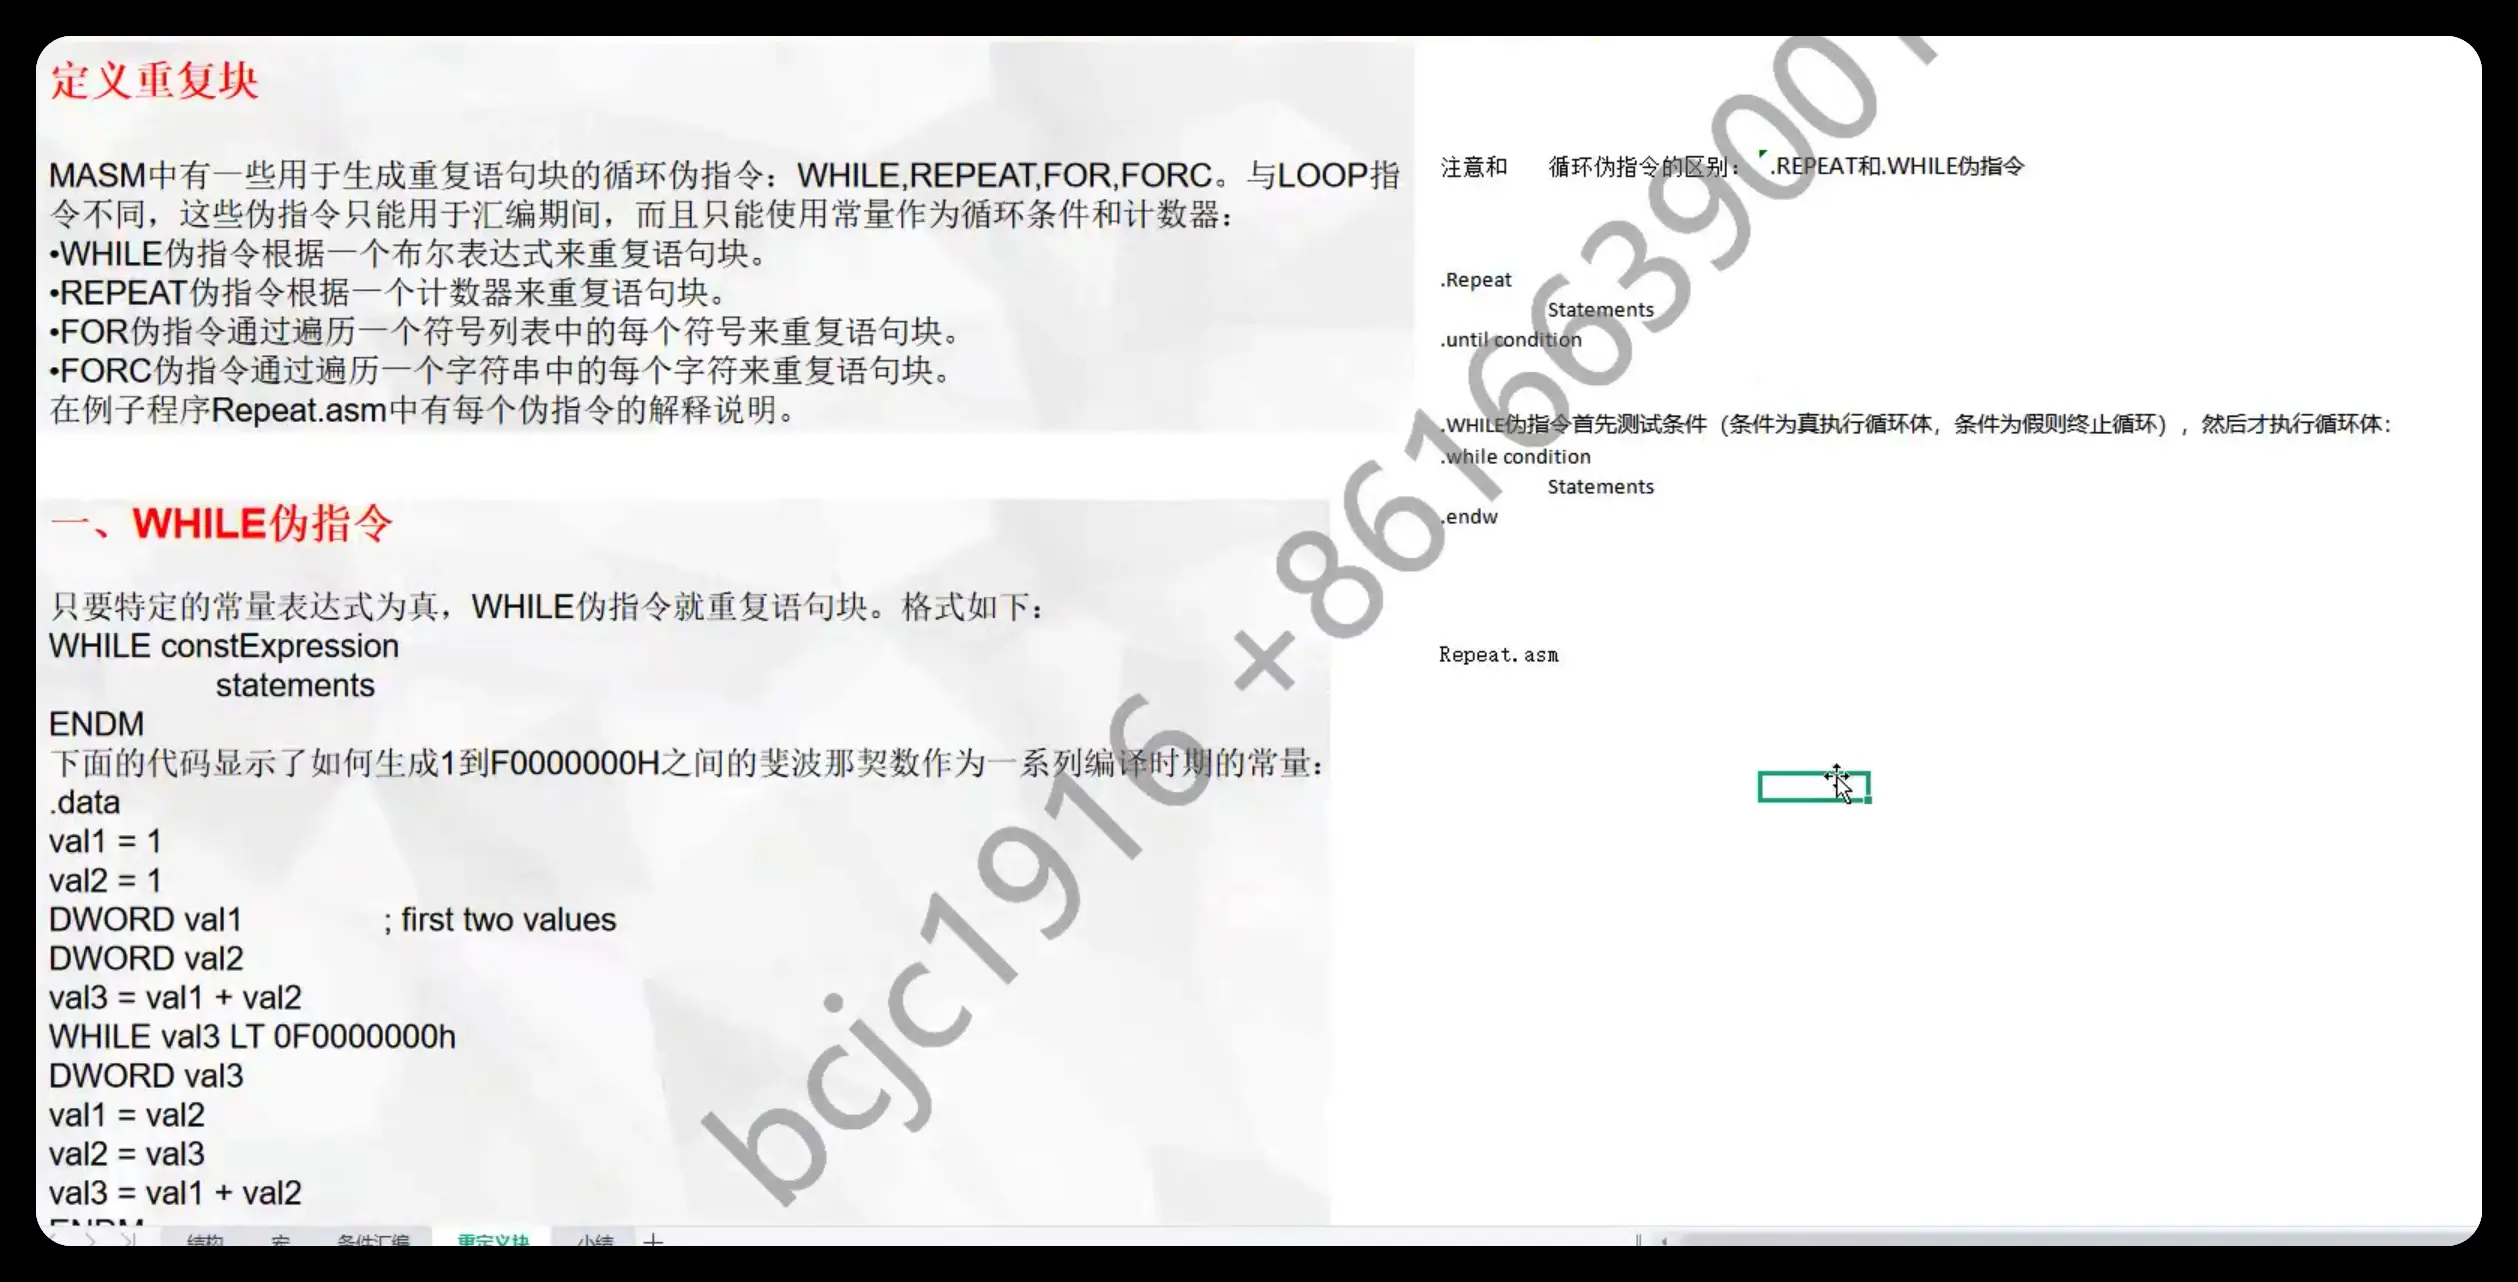 定义重复块
MASM中有一些用于生成重复语句块的循环伪指令：WHILE,REPEAT,FOR,FORC。与LOOP指
令不同，这些伪指令只能用于汇编期间，而且只能使用常量作为循环条件和计数器：
•WHILE伪指令根据一个布尔表达式来重复语句块。
•REPEAT伪指令根据一个计数器来重复语句块。
•FOR伪指令通过遍历一个符号列表中的每个符号来重复语句块。
•FORC伪指令通过遍历一个字符串中的每个字符来重复语句块。
在例子程序Repeat.asm中有每个伪指令的解释说明。
一、WHILE伪指令
只要特定的常量表达式为真，WHILE伪指令就重复语句块。格式如下：
WHILE constExpression
statements
ENDM
下面的代码显示了如何生成1到F0000000H之间的斐波那契数作为一系列编译时期的常量：
.data
val1 = 1
val2 = 1
DWORD val1 ; first two values
DWORD val2
val3 = val1 + val2
WHILE val3 LT 0F0000000h
DWORD val3
val1 = val2
val2 = val3
val3 = val1 + val2
ENDM
注意和 循环伪指令的区别： .REPEAT和.WHILE伪指令
.Repeat
Statements
.until condition
.WHILE伪指令首先测试条件（条件为真执行循环体，条件为假则终止循环），然后才执行循环体：
.while condition
Statements
.endw
Repeat.asm
结构 宏 条件汇编 重定义块 小结
bcjc1916 +8616639001